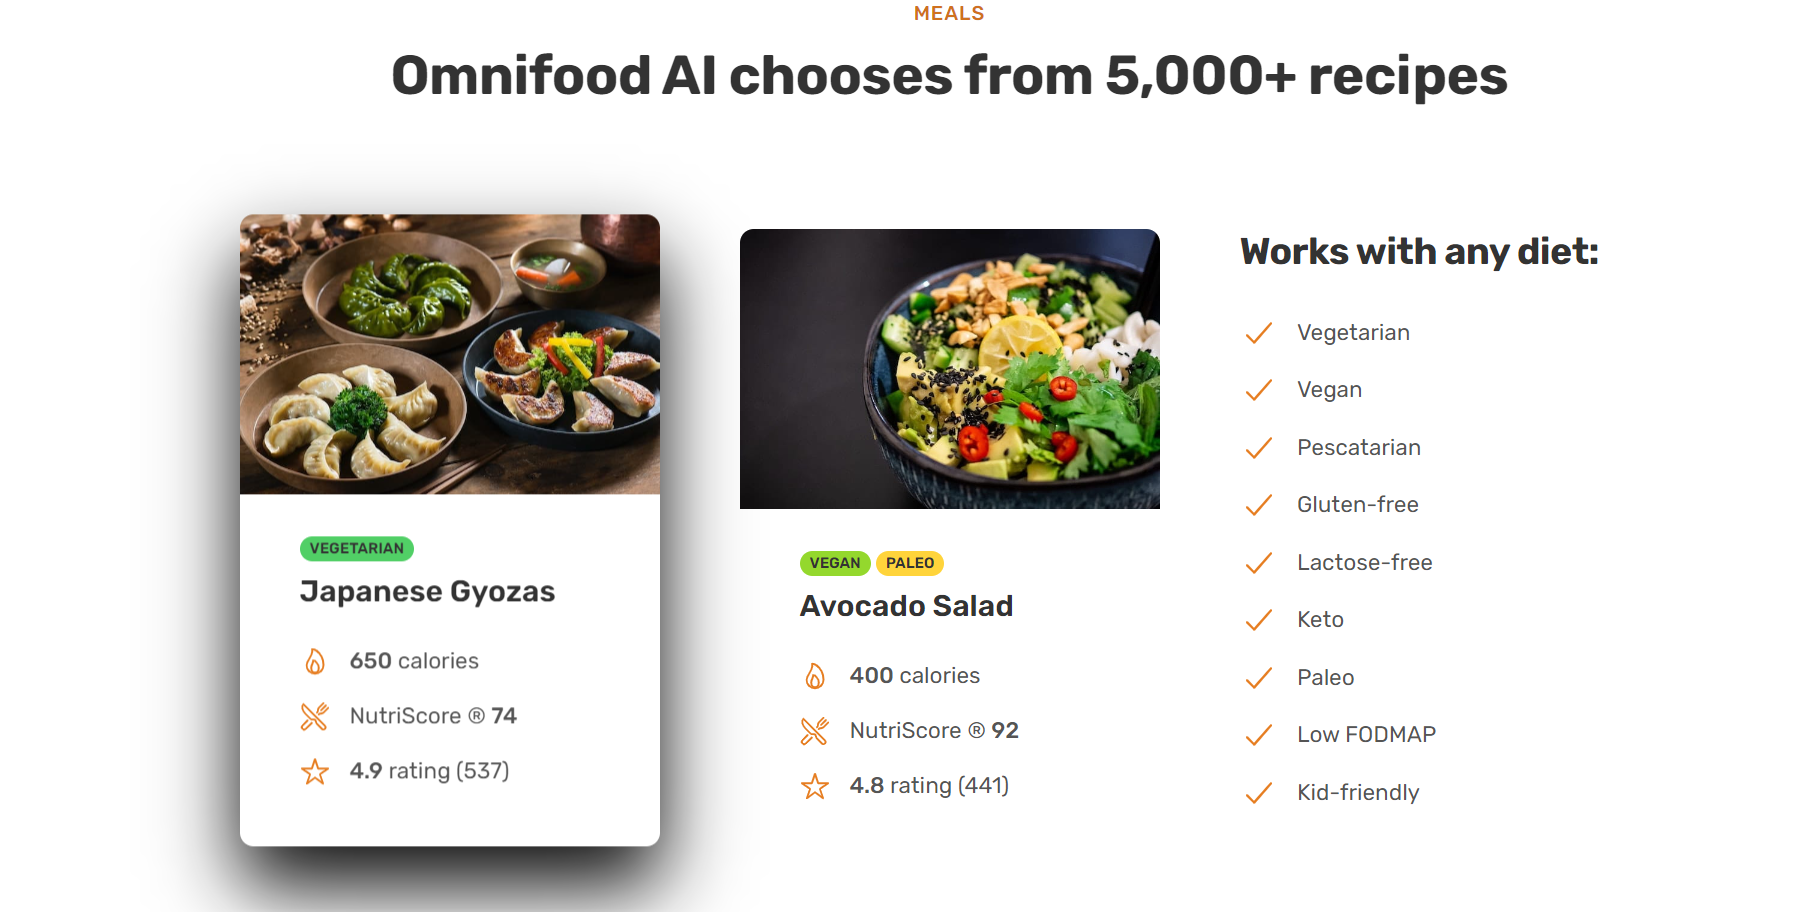 MEALS
Omnifood AI chooses from 5,000+ recipes
VEGETARIAN
Japanese Gyozas
650 calories
NutriScore ® 74
4.9 rating (537)
VEGAN PALEO
Avocado Salad
400 calories
NutriScore ® 92
4.8 rating (441)
Works with any diet:
Vegetarian
Vegan
Pescatarian
Gluten-free
Lactose-free
Keto
Paleo
Low FODMAP
Kid-friendly